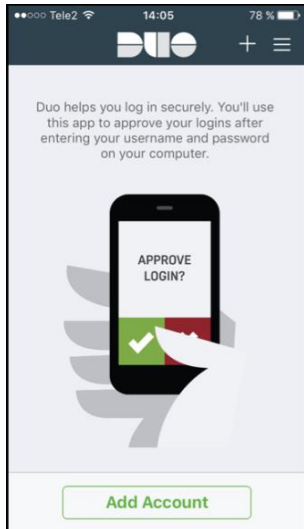 Tele2 14:05 78 %
DUO
Duo helps you log in securely. You'll use
this app to approve your logins after
entering your username and password
on your computer.
APPROVE
LOGIN?
Add Account